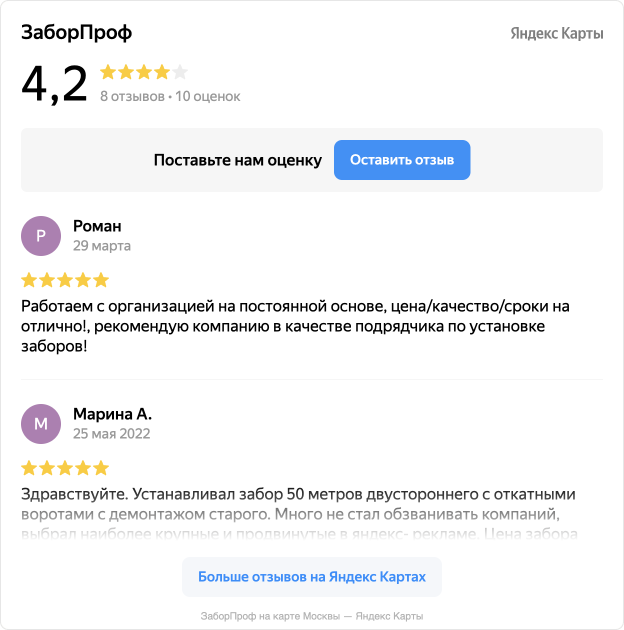 ЗаборПроф
Яндекс Карты
4,2
8 отзывов • 10 оценок
Поставьте нам оценку
Оставить отзыв
Р
Роман
29 марта
Работаем с организацией на постоянной основе, цена/качество/сроки на
отлично!, рекомендую компанию в качестве подрядчика по установке
заборов!
М
Марина А.
25 мая 2022
Здравствуйте. Устанавливал забор 50 метров двустороннего с откатными
воротами с демонтажом старого. Много не стал обзванивать компаний,
выбрал наиболее крупные и продвинутые в яндекс- рекламе. Цена забора
Больше отзывов на Яндекс Картах
ЗаборПроф на карте Москвы — Яндекс Карты